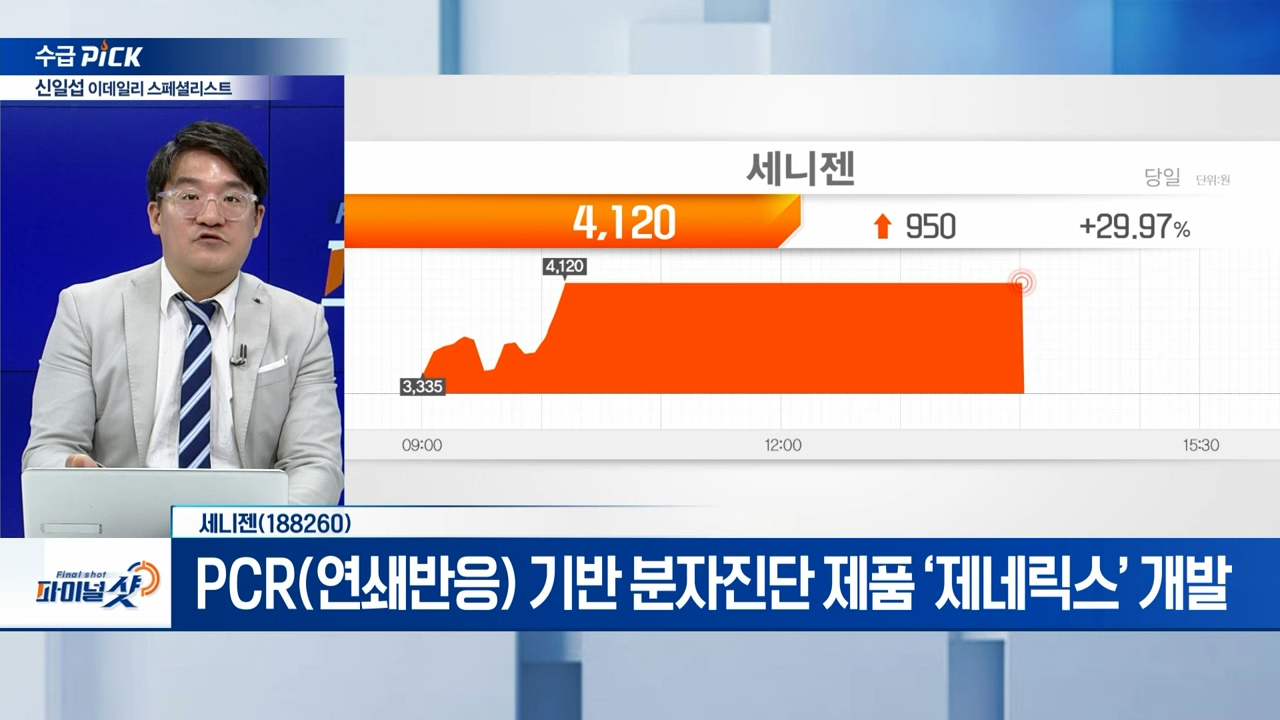 수급 PiCK
신일섭 이데일리 스페셜리스트
세니젠
당일 단위:원
4,120
950
+29.97%
4,120
3,335
09:00
12:00
15:30
세니젠(188260)
Final shot
파이널샷
PCR(연쇄반응) 기반 분자진단 제품 ‘제네릭스’ 개발